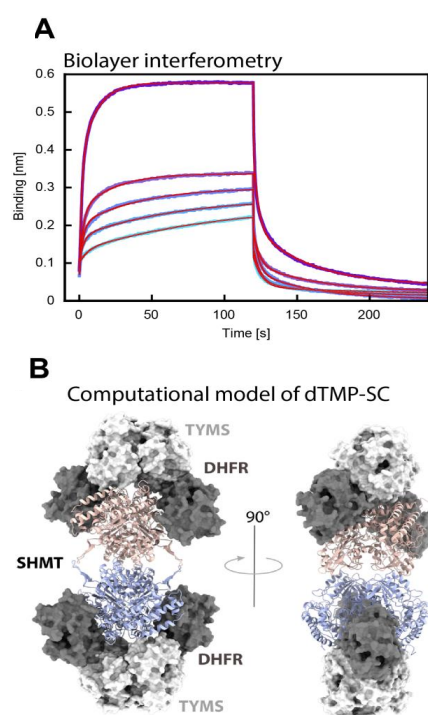 A
Biolayer interferometry
Binding [nm]
0.6
0.5
0.4
0.3
0.2
0.1
0
0 50 100 150 200
Time [s]
B
Computational model of dTMP-SC
TYMS
DHFR
90°
SHMT
DHFR
TYMS